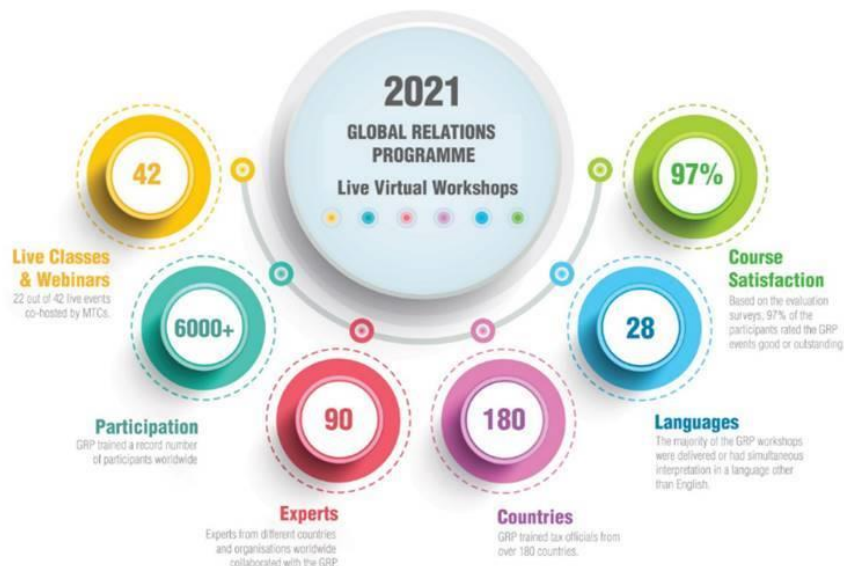 2021
GLOBAL RELATIONS
PROGRAMME
Live Virtual Workshops
42
Live Classes
& Webinars
22 out of 42 live events
co-hosted by MTCs.
6000+
Participation
GRP trained a record number
of participants worldwide
90
Experts
Experts from different countries
and organisations worldwide
collaborated with the GRP
180
Countries
GRP trained tax officials from
over 180 countries.
28
Languages
The majority of the GRP workshops
were delivered or had simultaneous
interpretation in a language other
than English.
97%
Course
Satisfaction
Based on the evaluation
surveys, 97% of the
participants rated the GRP
events good or outstanding.